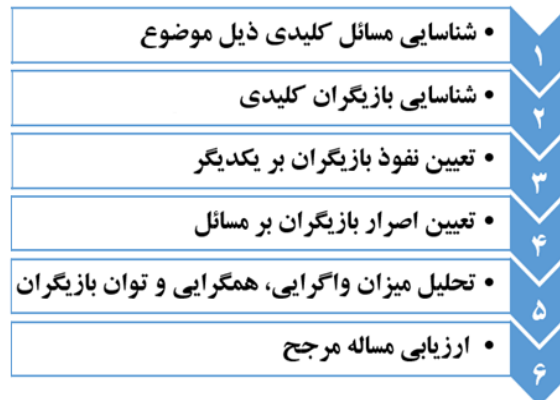 ۱ • شناسایی مسائل کلیدی ذیل موضوع
۲ • شناسایی بازیگران کلیدی
۳ • تعیین نفوذ بازیگران بر یکدیگر
۴ • تعیین اصرار بازیگران بر مسائل
۵ • تحلیل میزان واگرایی، همگرایی و توان بازیگران
۶ • ارزیابی مساله مرجح